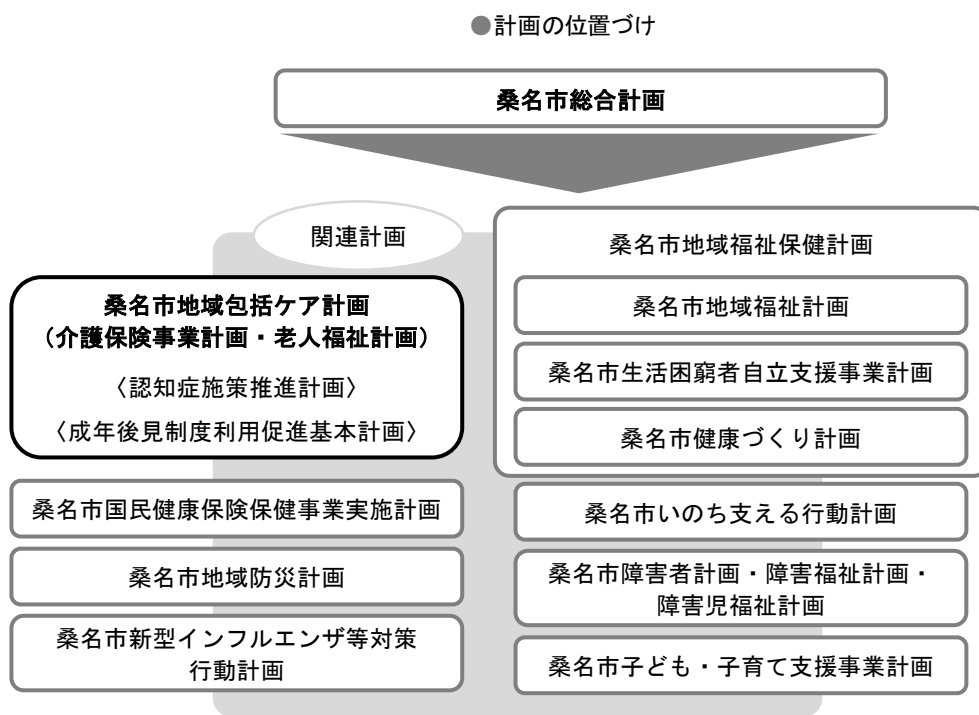 ●計画の位置づけ
桑名市総合計画
関連計画
桑名市地域包括ケア計画
（介護保険事業計画・老人福祉計画）
〈認知症施策推進計画〉
〈成年後見制度利用促進基本計画〉
桑名市国民健康保険保健事業実施計画
桑名市地域防災計画
桑名市新型インフルエンザ等対策
行動計画
桑名市地域福祉保健計画
桑名市地域福祉計画
桑名市生活困窮者自立支援事業計画
桑名市健康づくり計画
桑名市いのち支える行動計画
桑名市障害者計画・障害福祉計画・
障害児福祉計画
桑名市子ども・子育て支援事業計画